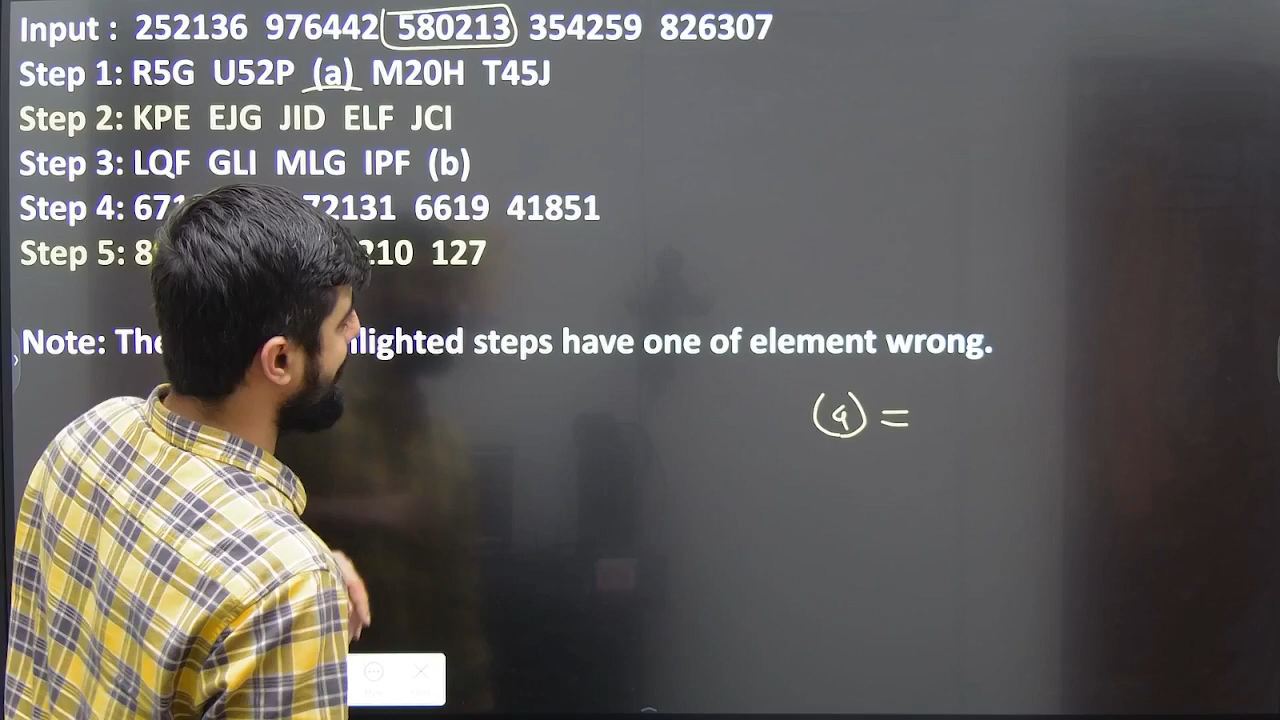 Input : 252136 976442 580213 354259 826307
Step 1: R5G U52P (a) M20H T45J
Step 2: KPE EJG JID ELF JCI
Step 3: LQF GLI MLG IPF (b)
Step 4: 72131 6619 41851
Step 5: 127
Note: steps have one of element wrong.
(a) =